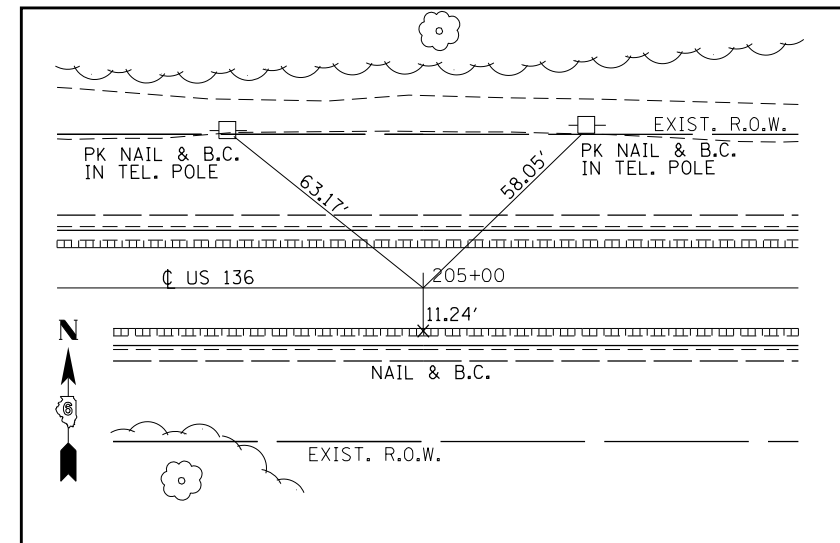 EXIST. R.O.W.
PK NAIL & B.C.
IN TEL. POLE
PK NAIL & B.C.
IN TEL. POLE
63.17'
58.05'
℄ US 136
205+00
11.24'
N
6
NAIL & B.C.
EXIST. R.O.W.